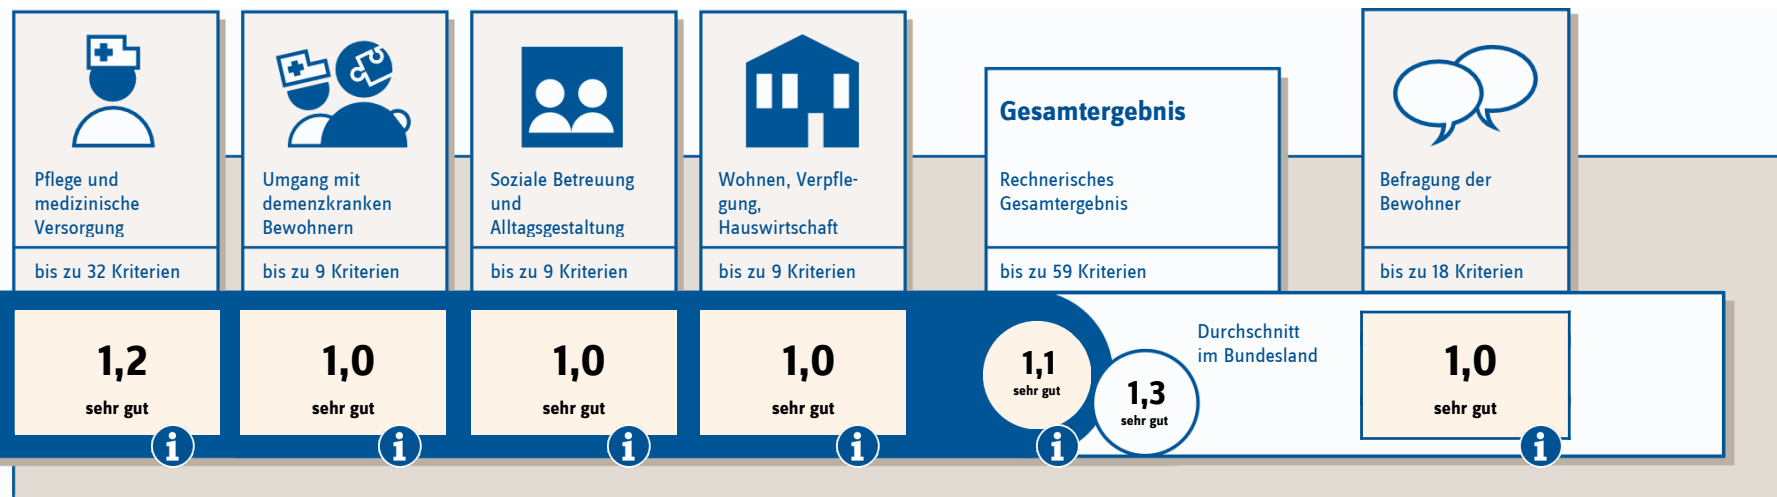 Pflege und
medizinische
Versorgung
bis zu 32 Kriterien
1,2
sehr gut
i
Umgang mit
demenzkranken
Bewohnern
bis zu 9 Kriterien
1,0
sehr gut
i
Soziale Betreuung
und
Alltagsgestaltung
bis zu 9 Kriterien
1,0
sehr gut
i
Wohnen, Verpfle-
gung,
Hauswirtschaft
bis zu 9 Kriterien
1,0
sehr gut
i
Gesamtergebnis
Rechnerisches
Gesamtergebnis
bis zu 59 Kriterien
1,1
sehr gut
i
1,3
sehr gut
Durchschnitt
im Bundesland
Befragung der
Bewohner
bis zu 18 Kriterien
1,0
sehr gut
i